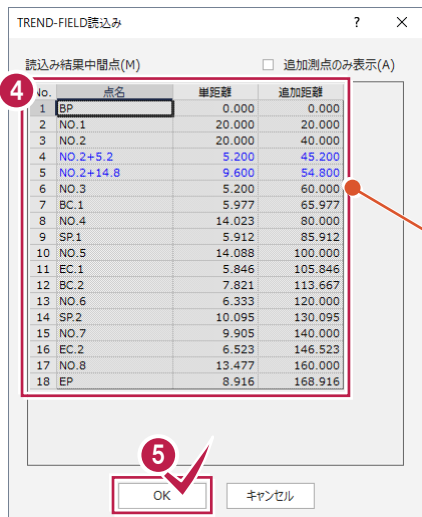 TREND-FIELD読込み ? ×
読込み結果中間点(M) 追加測点のみ表示(A)
4
No. 点名 単距離 追加距離
1 BP 0.000 0.000
2 NO.1 20.000 20.000
3 NO.2 20.000 40.000
4 NO.2+5.2 5.200 45.200
5 NO.2+14.8 9.600 54.800
6 NO.3 5.200 60.000
7 BC.1 5.977 65.977
8 NO.4 14.023 80.000
9 SP.1 5.912 85.912
10 NO.5 14.088 100.000
11 EC.1 5.846 105.846
12 BC.2 7.821 113.667
13 NO.6 6.333 120.000
14 SP.2 10.095 130.095
15 NO.7 9.905 140.000
16 EC.2 6.523 146.523
17 NO.8 13.477 160.000
18 EP 8.916 168.916
5
OK キャンセル